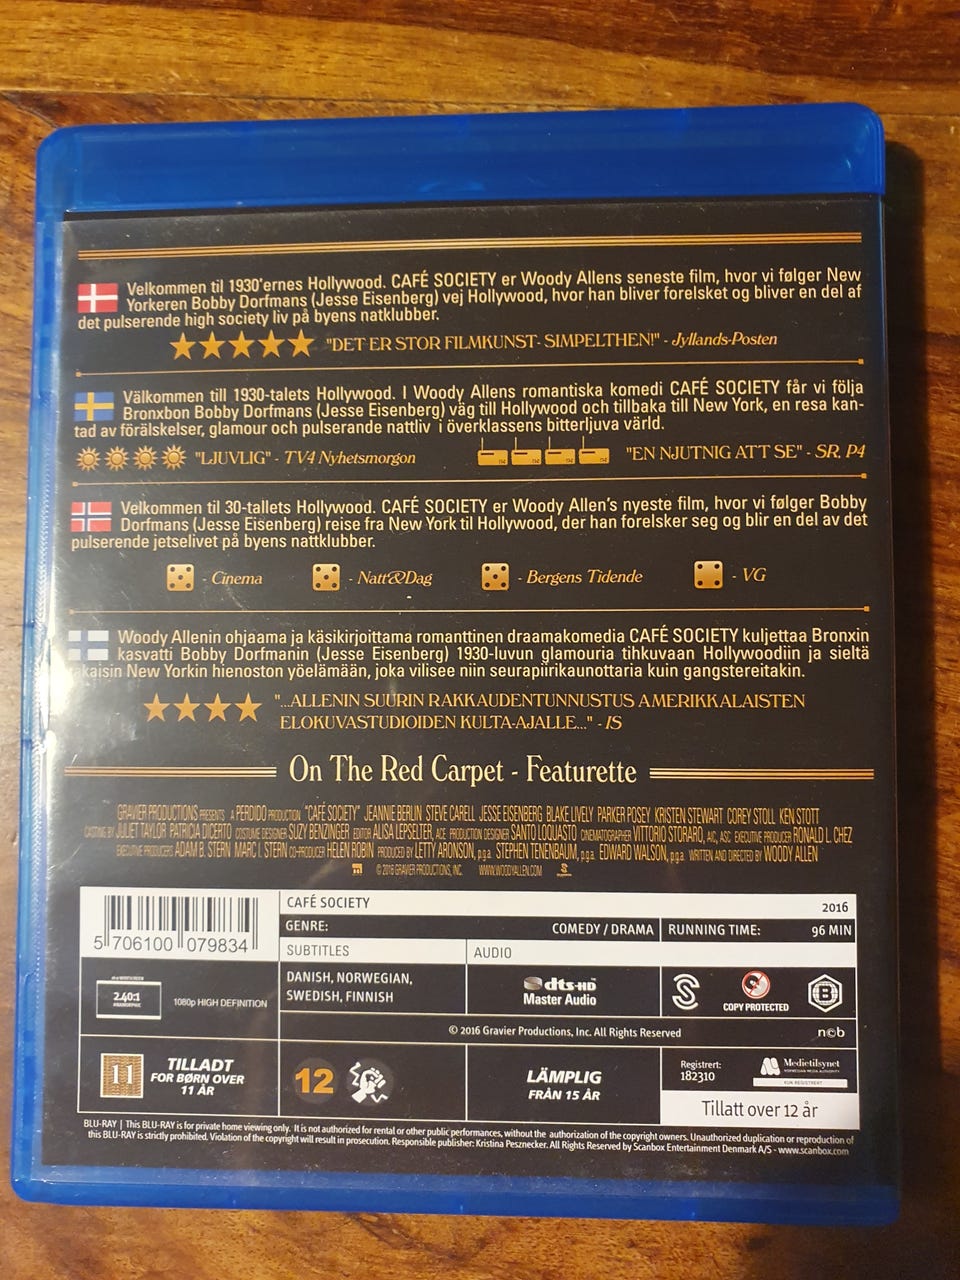 Velkommen til 1930'ernes Hollywood. CAFÉ SOCIETY er Woody Allens seneste film, hvor vi følger New
Yorkeren Bobby Dorfmans (Jesse Eisenberg) vej Hollywood, hvor han bliver forelsket og bliver en del af
det pulserende high society liv på byens natklubber.
"DET ER STOR FILMKUNST- SIMPELTHEN!" - Jyllands-Posten
Välkommen till 1930-talets Hollywood. I Woody Allens romantiska komedi CAFÉ SOCIETY får vi följa
Bronxbon Bobby Dorfmans (Jesse Eisenberg) väg till Hollywood och tillbaka till New York, en resa kan-
tad av förälskelser, glamour och pulserande nattliv i överklassens bitterljuva värld.
"LJUVLIG" - TV4 Nyhetsmorgon
"EN NJUTNIG ATT SE" - SR, P4
Velkommen til 30-tallets Hollywood. CAFÉ SOCIETY er Woody Allen's nyeste film, hvor vi følger Bobby
Dorfmans (Jesse Eisenberg) reise fra New York til Hollywood, der han forelsker seg og blir en del av det
pulserende jetselivet på byens nattklubber.
- Cinema - Natt&Dag - Bergens Tidende - VG
Woody Allenin ohjaama ja käsikirjoittama romanttinen draamakomedia CAFÉ SOCIETY kuljettaa Bronxin
kasvatti Bobby Dorfmanin (Jesse Eisenberg) 1930-luvun glamouria tihkuvaan Hollywoodiin ja sieltä
takaisin New Yorkin hienoston yöelämään, joka vilisee niin seurapiirikaunottaria kuin gangstereitakin.
"...ALLENIN SUURIN RAKKAUDENTUNNUSTUS AMERIKKALAISTEN
ELOKUVASTUDIOIDEN KULTA-AJALLE..." - IS
On The Red Carpet - Featurette
GRAVIER PRODUCTIONS PRESENTS A PERDIDO PRODUCTION "CAFÉ SOCIETY" JEANNIE BERLIN STEVE CARELL JESSE EISENBERG BLAKE LIVELY PARKER POSEY KRISTEN STEWART COREY STOLL KEN STOTT
CASTING BY JULIET TAYLOR PATRICIA DICERTO COSTUME DESIGNER SUZY BENZINGER EDITOR ALISA LEPSELTER, ACE PRODUCTION DESIGNER SANTO LOQUASTO CINEMATOGRAPHER VITTORIO STORARO, AIC, ASC EXECUTIVE PRODUCER RONALD L. CHEZ
EXECUTIVE PRODUCERS ADAM B. STERN MARC I. STERN CO-PRODUCER HELEN ROBIN PRODUCED BY LETTY ARONSON, p.g.a. STEPHEN TENENBAUM, p.g.a. EDWARD WALSON, p.g.a. WRITTEN AND DIRECTED BY WOODY ALLEN
© 2016 GRAVIER PRODUCTIONS, INC. WWW.WOODYALLEN.COM
5 706100 079834
CAFÉ SOCIETY 2016
GENRE: COMEDY / DRAMA RUNNING TIME: 96 MIN
SUBTITLES AUDIO
DANISH, NORWEGIAN,
SWEDISH, FINNISH
dts-HD
Master Audio
COPY PROTECTED
B
2.40:1
ANAMORPHIC
1080p HIGH DEFINITION
© 2016 Gravier Productions, Inc. All Rights Reserved
ncb
11
TILLADT
FOR BØRN OVER
11 ÅR
12
LÄMPLIG
FRÅN 15 ÅR
Registrert:
182310
Medietilsynet
NORWEGIAN MEDIA AUTHORITY
KUN REGISTRERT
Tillatt over 12 år
BLU-RAY | This BLU-RAY is for private home viewing only. It is not authorized for rental or other public performances, without the authorization of the copyright owners. Unauthorized duplication or reproduction of
this BLU-RAY is strictly prohibited. Violation of the copyright will result in prosecution. Responsible publisher: Kristina Pesznecker. All Rights Reserved by Scanbox Entertainment Denmark A/S - www.scanbox.com